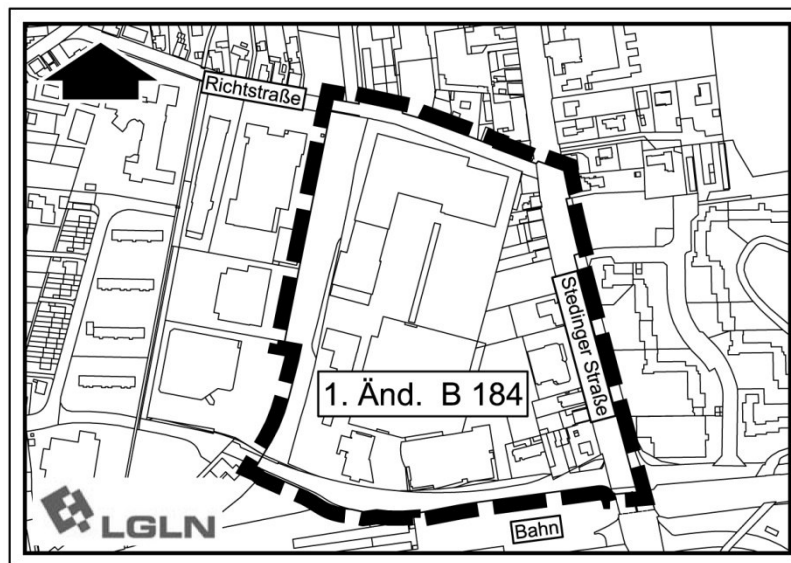 Richtstraße
Stedinger Straße
1. Änd. B 184
LGLN
Bahn